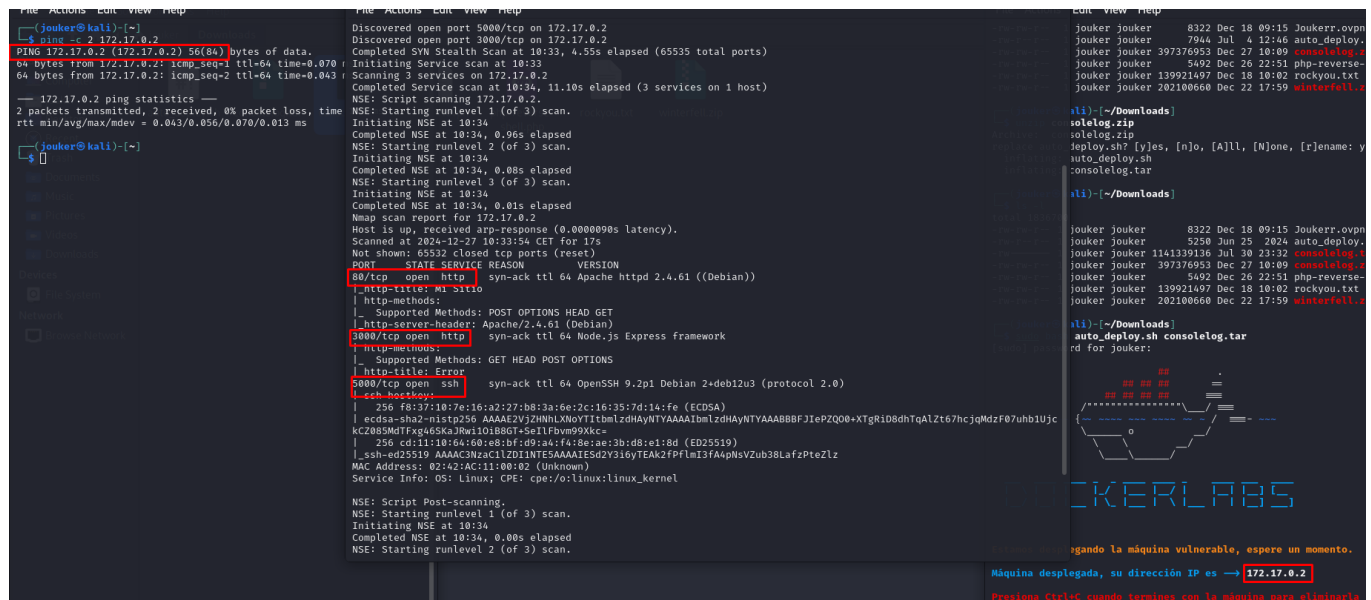 File Actions Edit View Help
┌──(jouker㉿kali)-[~]
└─$ ping -c 2 172.17.0.2
PING 172.17.0.2 (172.17.0.2) 56(84) bytes of data.
64 bytes from 172.17.0.2: icmp_seq=1 ttl=64 time=0.070
64 bytes from 172.17.0.2: icmp_seq=2 ttl=64 time=0.043
— 172.17.0.2 ping statistics —
2 packets transmitted, 2 received, 0% packet loss, time
rtt min/avg/max/mdev = 0.043/0.056/0.070/0.013 ms
┌──(jouker㉿kali)-[~]
└─$
File Actions Edit View Help
Discovered open port 5000/tcp on 172.17.0.2
Discovered open port 3000/tcp on 172.17.0.2
Completed SYN Stealth Scan at 10:33, 4.55s elapsed (65535 total ports)
Initiating Service scan at 10:33
Scanning 3 services on 172.17.0.2
Completed Service scan at 10:34, 11.10s elapsed (3 services on 1 host)
NSE: Script scanning 172.17.0.2.
NSE: Starting runlevel 1 (of 3) scan.
Initiating NSE at 10:34
Completed NSE at 10:34, 0.96s elapsed
NSE: Starting runlevel 2 (of 3) scan.
Initiating NSE at 10:34
Completed NSE at 10:34, 0.08s elapsed
NSE: Starting runlevel 3 (of 3) scan.
Initiating NSE at 10:34
Completed NSE at 10:34, 0.01s elapsed
Nmap scan report for 172.17.0.2
Host is up, received arp-response (0.0000090s latency).
Scanned at 2024-12-27 10:33:54 CET for 17s
Not shown: 65532 closed tcp ports (reset)
PORT STATE SERVICE REASON VERSION
80/tcp open http syn-ack ttl 64 Apache httpd 2.4.61 ((Debian))
|_http-title: Mi Sitio
| http-methods:
|_ Supported Methods: POST OPTIONS HEAD GET
|_http-server-header: Apache/2.4.61 (Debian)
3000/tcp open http syn-ack ttl 64 Node.js Express framework
| http-methods:
|_ Supported Methods: GET HEAD POST OPTIONS
|_http-title: Error
5000/tcp open ssh syn-ack ttl 64 OpenSSH 9.2p1 Debian 2+deb12u3 (protocol 2.0)
| ssh-hostkey:
| 256 f8:37:10:7e:16:a2:27:b8:3a:6e:2c:16:35:7d:14:fe (ECDSA)
| ecdsa-sha2-nistp256 AAAAE2VjZHNhLXNoYTItbmlzdHAyNTYAAAAIbmlzdHAyNTYAAABBBFJIePZQO0+XTgRiD8dhTqAlZt67hcjqMdzF07uhb1Ujc
kCZ085MdTFxg46SKaJRwi1OiB8GT+SeIlFbvm99Xkc=
| 256 cd:11:10:64:60:e8:bf:d9:a4:f4:8e:ae:3b:d8:e1:8d (ED25519)
|_ssh-ed25519 AAAAC3NzaC1lZDI1NTE5AAAAIESd2Y3i6yTEAk2fPflmI3fA4pNsVZub38LafzPteZlz
MAC Address: 02:42:AC:11:00:02 (Unknown)
Service Info: OS: Linux; CPE: cpe:/o:linux:linux_kernel
NSE: Script Post-scanning.
NSE: Starting runlevel 1 (of 3) scan.
Initiating NSE at 10:34
Completed NSE at 10:34, 0.00s elapsed
NSE: Starting runlevel 2 (of 3) scan.
Edit View Help
jouker jouker 8322 Dec 18 09:15 Joukerr.ovpn
jouker jouker 7944 Jul 4 12:46 auto_deploy.
jouker jouker 397376953 Dec 27 10:09 consolelog.z
jouker jouker 5492 Dec 26 22:51 php-reverse-
jouker jouker 139921497 Dec 18 10:02 rockyou.txt
jouker jouker 202100660 Dec 22 17:59 winterfell.z
ali)-[~/Downloads]
solelog.zip
solelog.zip
deploy.sh? [y]es, [n]o, [A]ll, [N]one, [r]ename: y
auto_deploy.sh
consolelog.tar
ali)-[~/Downloads]
jouker jouker 8322 Dec 18 09:15 Joukerr.ovpn
jouker jouker 5250 Jun 25 2024 auto_deploy.
jouker jouker 1141339136 Jul 30 23:32 consolelog.t
jouker jouker 397376953 Dec 27 10:09 consolelog.z
jouker jouker 5492 Dec 26 22:51 php-reverse-
jouker jouker 139921497 Dec 18 10:02 rockyou.txt
jouker jouker 202100660 Dec 22 17:59 winterfell.z
ali)-[~/Downloads]
auto_deploy.sh consolelog.tar
rd for jouker:
CKERLABS
egando la máquina vulnerable, espere un momento.
Máquina desplegada, su dirección IP es → 172.17.0.2
Presiona Ctrl+C cuando termines con la máquina para eliminarla